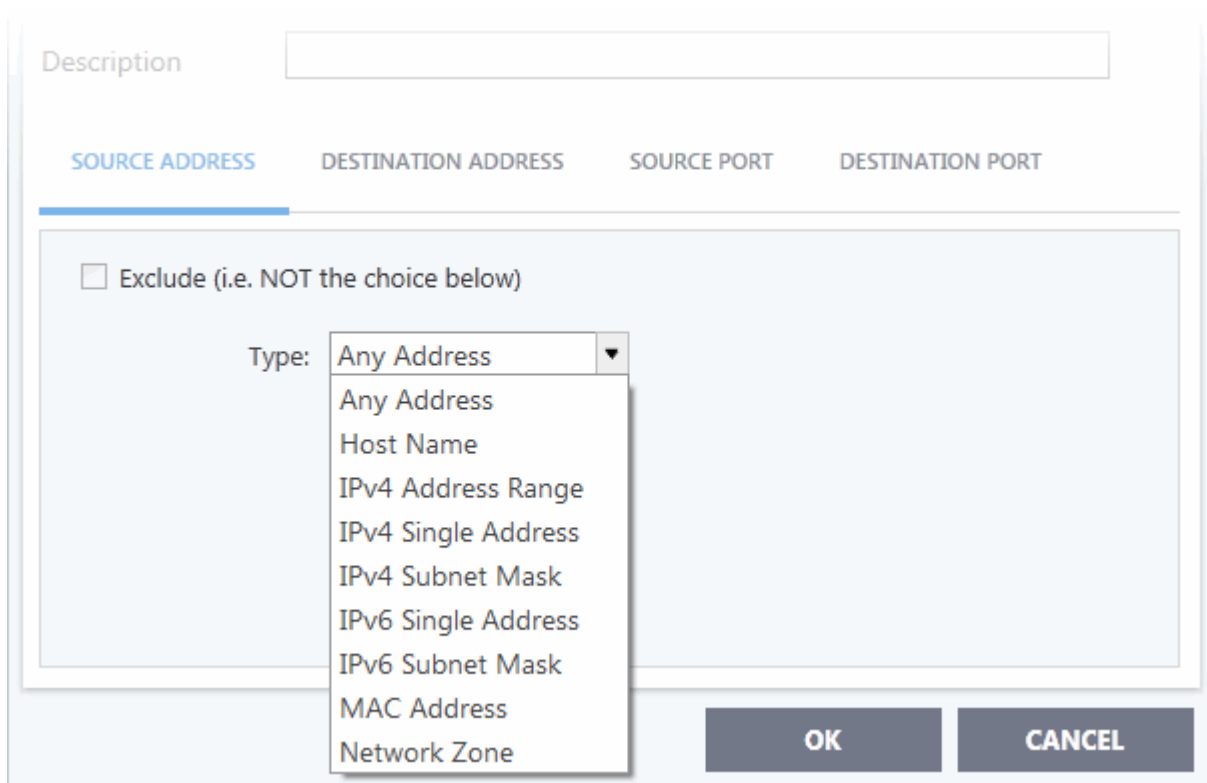 Description
SOURCE ADDRESS DESTINATION ADDRESS SOURCE PORT DESTINATION PORT
Exclude (i.e. NOT the choice below)
Type: Any Address
Any Address
Host Name
IPv4 Address Range
IPv4 Single Address
IPv4 Subnet Mask
IPv6 Single Address
IPv6 Subnet Mask
MAC Address
Network Zone
OK CANCEL